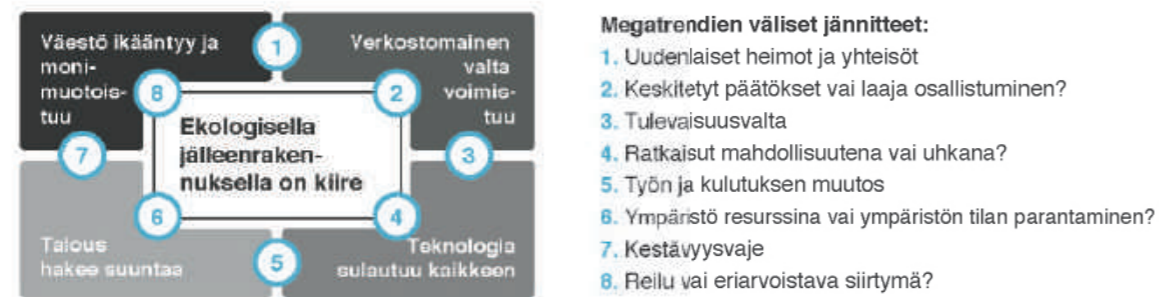 Väestö ikääntyy ja
moni-
muotois-
tuu
1
Verkostomainen
valta
voimis-
tuu
8
2
Ekologisella
jälleenraken-
nuksella on kiire
7
3
6
4
Talous
hakee suuntaa
5
Teknologia
sulautuu kaikkeen
Megatrendien väliset jännitteet:
1. Uudenlaiset heimot ja yhteisöt
2. Keskitetyt päätökset vai laaja osallistuminen?
3. Tulevaisuusvalta
4. Ratkaisut mahdollisuutena vai uhkana?
5. Työn ja kulutuksen muutos
6. Ympäristö resurssina vai ympäristön tilan parantaminen?
7. Kestävyysvaje
8. Reilu vai eriarvoistava siirtymä?